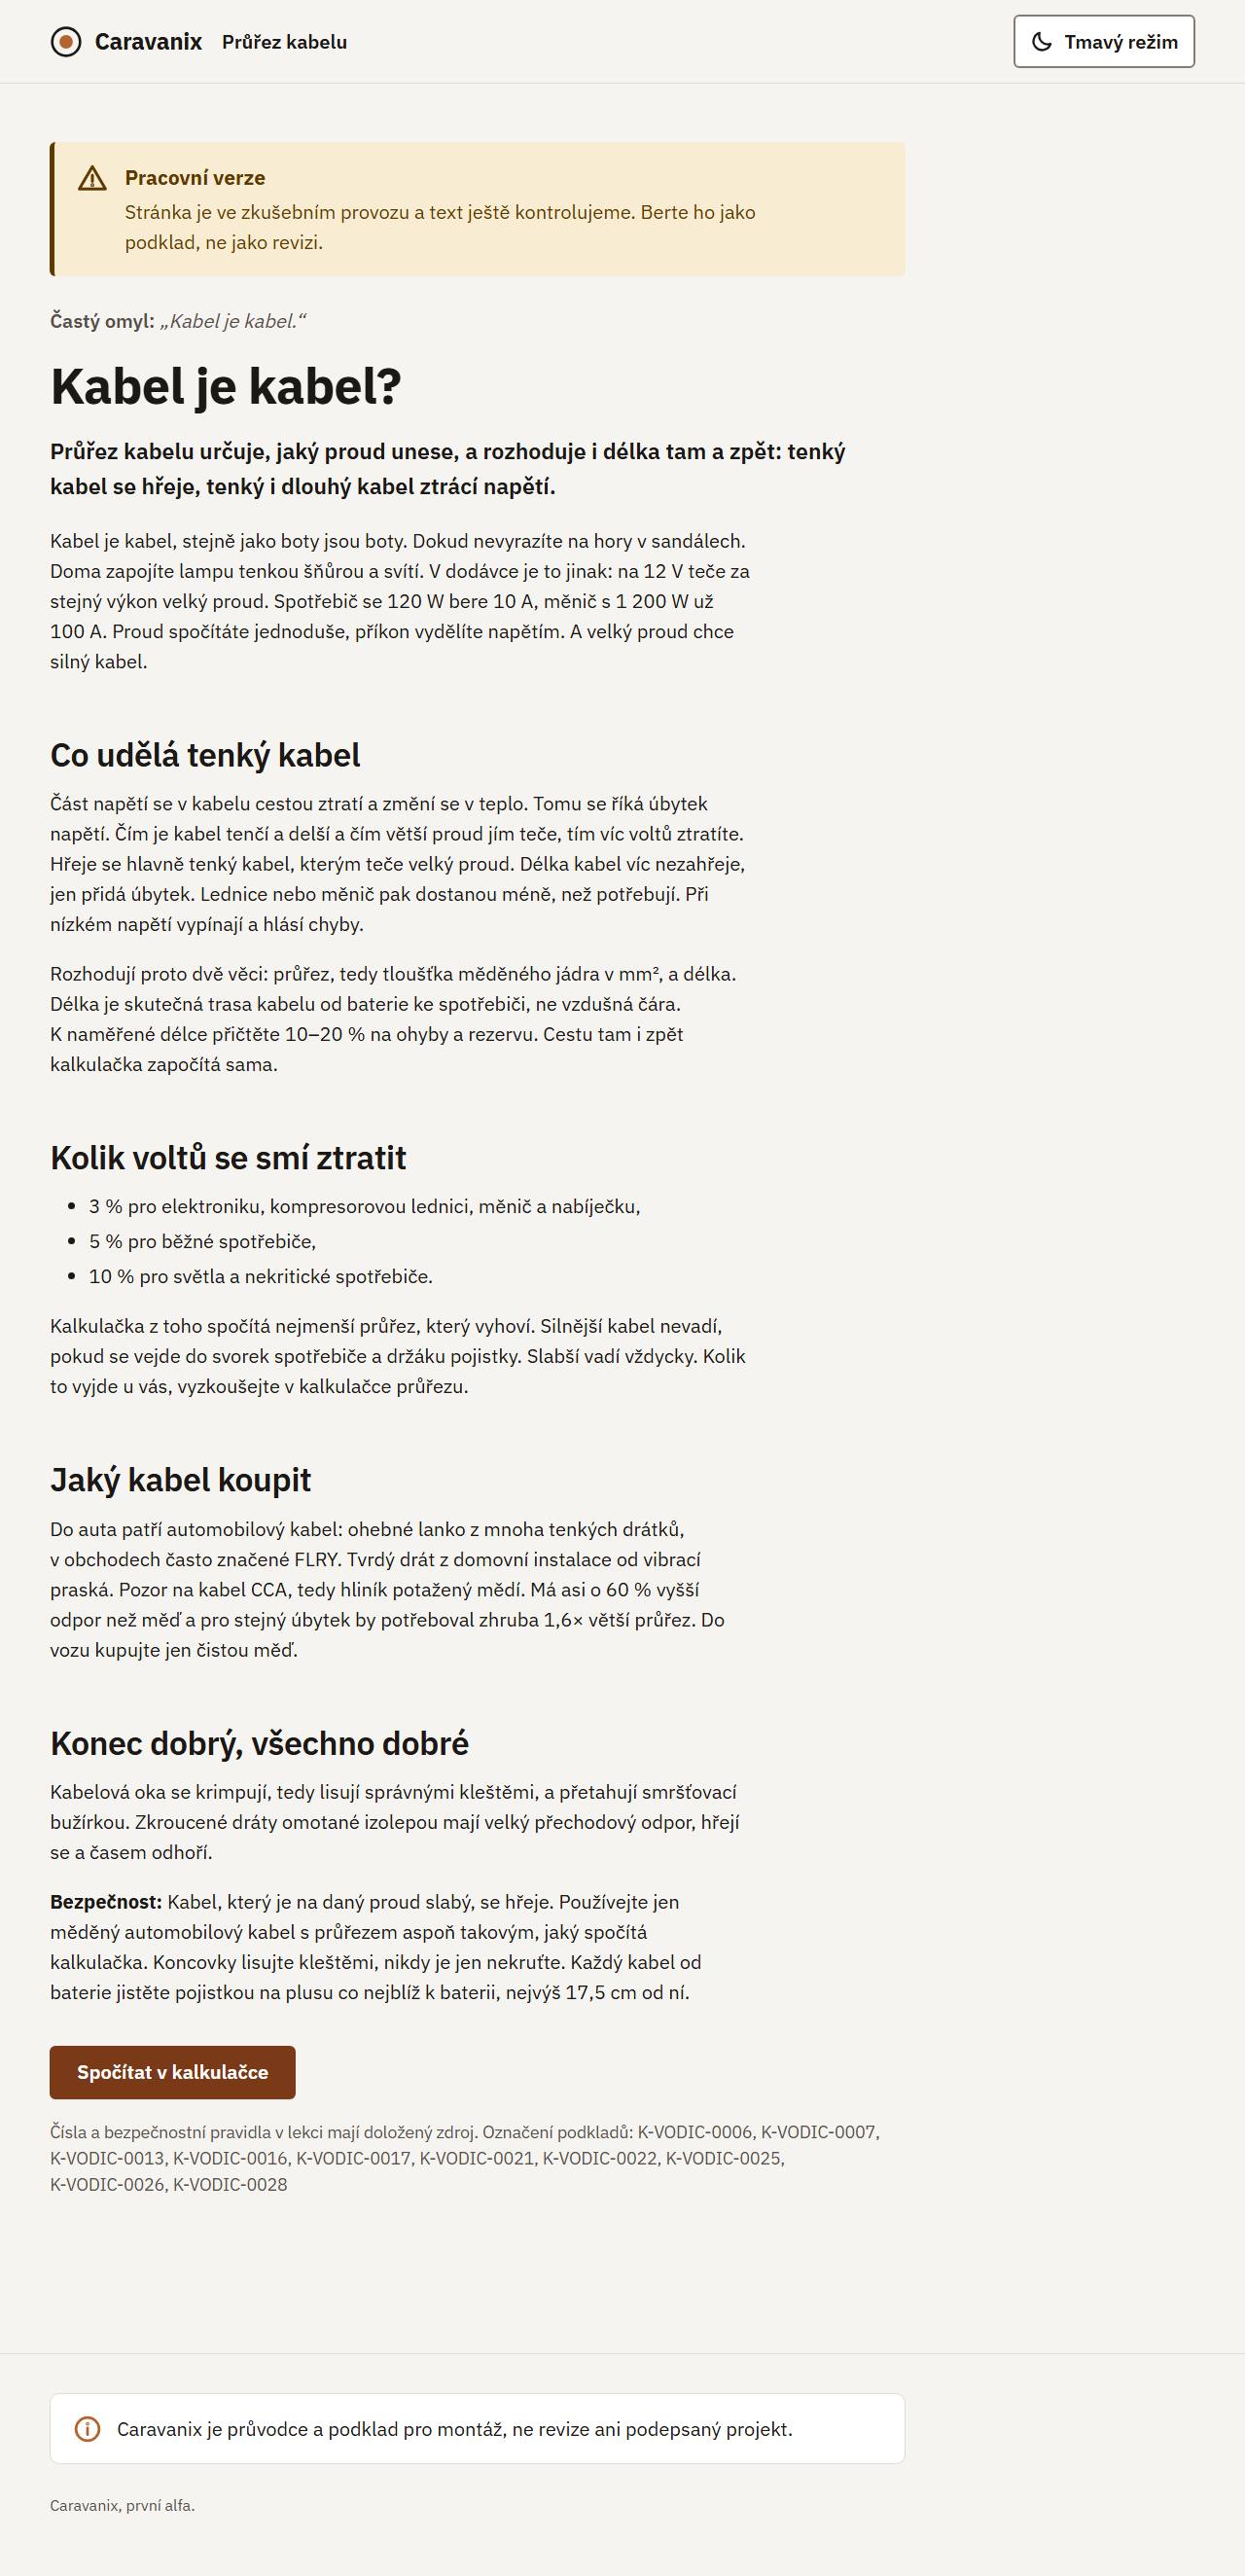 Caravanix Průřez kabelu
Tmavý režim
Pracovní verze
Stránka je ve zkušebním provozu a text ještě kontrolujeme. Berte ho jako
podklad, ne jako revizi.
Častý omyl: „Kabel je kabel.“
Kabel je kabel?
Průřez kabelu určuje, jaký proud unese, a rozhoduje i délka tam a zpět: tenký
kabel se hřeje, tenký i dlouhý kabel ztrácí napětí.
Kabel je kabel, stejně jako boty jsou boty. Dokud nevyrazíte na hory v sandálech.
Doma zapojíte lampu tenkou šňůrou a svítí. V dodávce je to jinak: na 12 V teče za
stejný výkon velký proud. Spotřebič se 120 W bere 10 A, měnič s 1 200 W už
100 A. Proud spočítáte jednoduše, příkon vydělíte napětím. A velký proud chce
silný kabel.
Co udělá tenký kabel
Část napětí se v kabelu cestou ztratí a změní se v teplo. Tomu se říká úbytek
napětí. Čím je kabel tenčí a delší a čím větší proud jím teče, tím víc voltů ztratíte.
Hřeje se hlavně tenký kabel, kterým teče velký proud. Délka kabel víc nezahřeje,
jen přidá úbytek. Lednice nebo měnič pak dostanou méně, než potřebují. Při
nízkém napětí vypínají a hlásí chyby.
Rozhodují proto dvě věci: průřez, tedy tloušťka měděného jádra v mm², a délka.
Délka je skutečná trasa kabelu od baterie ke spotřebiči, ne vzdušná čára.
K naměřené délce přičtěte 10–20 % na ohyby a rezervu. Cestu tam i zpět
kalkulačka započítá sama.
Kolik voltů se smí ztratit
• 3 % pro elektroniku, kompresorovou lednici, měnič a nabíječku,
• 5 % pro běžné spotřebiče,
• 10 % pro světla a nekritické spotřebiče.
Kalkulačka z toho spočítá nejmenší průřez, který vyhoví. Silnější kabel nevadí,
pokud se vejde do svorek spotřebiče a držáku pojistky. Slabší vadí vždycky. Kolik
to vyjde u vás, vyzkoušejte v kalkulačce průřezu.
Jaký kabel koupit
Do auta patří automobilový kabel: ohebné lanko z mnoha tenkých drátků,
v obchodech často značené FLRY. Tvrdý drát z domovní instalace od vibrací
praská. Pozor na kabel CCA, tedy hliník potažený mědí. Má asi o 60 % vyšší
odpor než měď a pro stejný úbytek by potřeboval zhruba 1,6× větší průřez. Do
vozu kupujte jen čistou měď.
Konec dobrý, všechno dobré
Kabelová oka se krimpují, tedy lisují správnými kleštěmi, a přetahují smršťovací
bužírkou. Zkroucené dráty omotané izolepou mají velký přechodový odpor, hřejí
se a časem odhoří.
Bezpečnost: Kabel, který je na daný proud slabý, se hřeje. Používejte jen
měděný automobilový kabel s průřezem aspoň takovým, jaký spočítá
kalkulačka. Koncovky lisujte kleštěmi, nikdy je jen nekruťte. Každý kabel od
baterie jistěte pojistkou na plusu co nejblíž k baterii, nejvýš 17,5 cm od ní.
Spočítat v kalkulačce
Čísla a bezpečnostní pravidla v lekci mají doložený zdroj. Označení podkladů: K-VODIC-0006, K-VODIC-0007,
K-VODIC-0013, K-VODIC-0016, K-VODIC-0017, K-VODIC-0021, K-VODIC-0022, K-VODIC-0025,
K-VODIC-0026, K-VODIC-0028
Caravanix je průvodce a podklad pro montáž, ne revize ani podepsaný projekt.
Caravanix, první alfa.